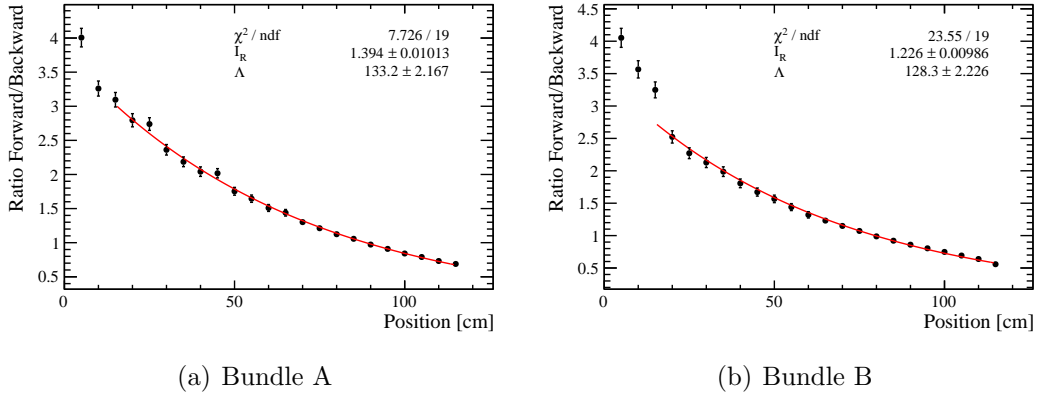 Ratio Forward/Backward
4
3.5
3
2.5
2
1.5
1
0.5
0
50
100
Position [cm]
χ² / ndf 7.726 / 19
I_R 1.394 ± 0.01013
Λ 133.2 ± 2.167
(a) Bundle A
Ratio Forward/Backward
4.5
4
3.5
3
2.5
2
1.5
1
0.5
0
50
100
Position [cm]
χ² / ndf 23.55 / 19
I_R 1.226 ± 0.00986
Λ 128.3 ± 2.226
(b) Bundle B